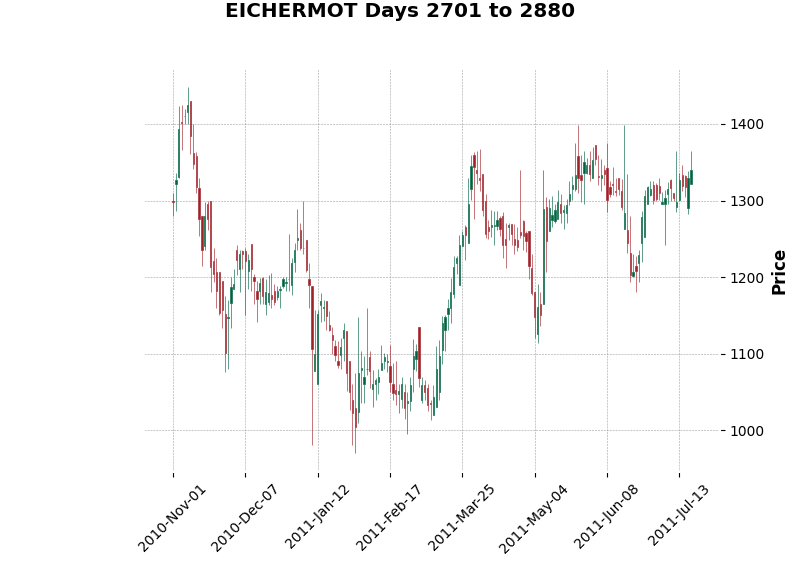 EICHERMOT Days 2701 to 2880
1400
1300
1200
1100
1000
Price
2010-Nov-01
2010-Dec-07
2011-Jan-12
2011-Feb-17
2011-Mar-25
2011-May-04
2011-Jun-08
2011-Jul-13